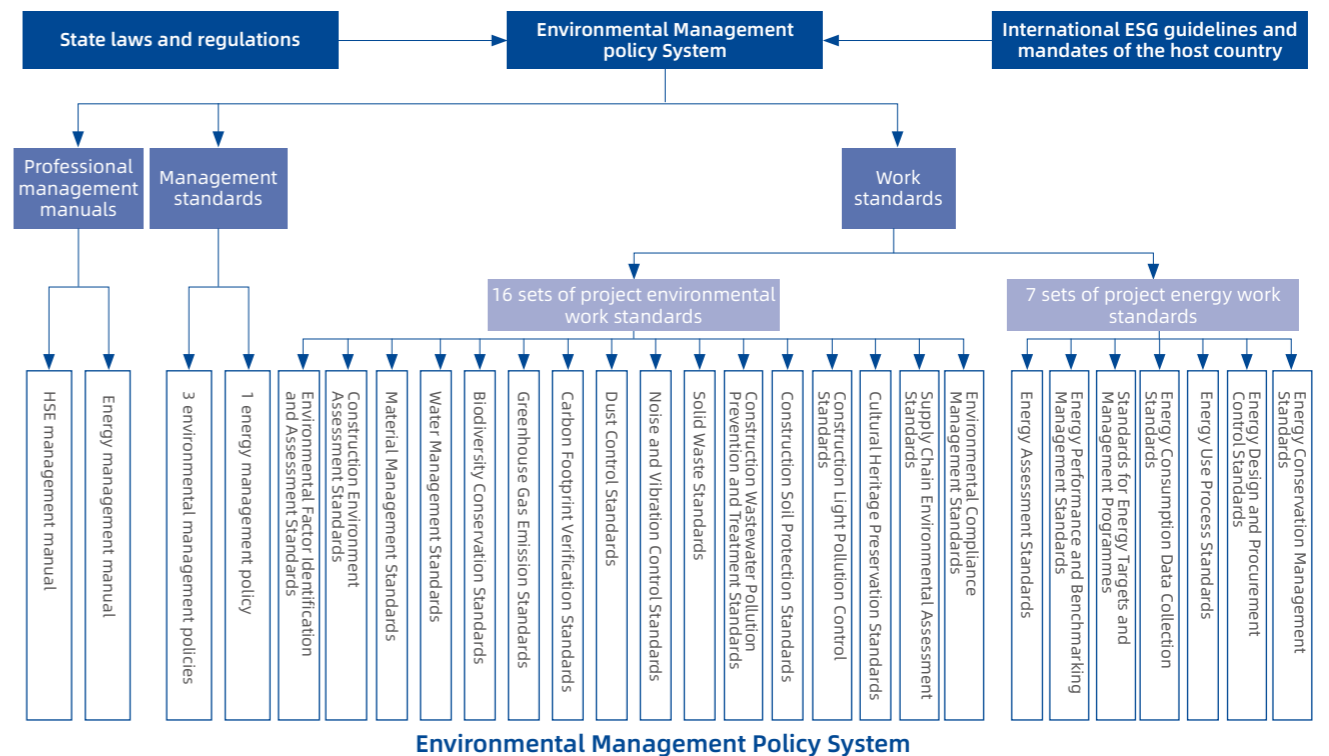 State laws and regulations
Environmental Management
policy System
International ESG guidelines and
mandates of the host country
Professional
management
manuals
Management
standards
Work
standards
16 sets of project environmental
work standards
7 sets of project energy work
standards
HSE management manual
Energy management manual
3 environmental management policies
1 energy management policy
Environmental Factor Identification
and Assessment Standards
Construction Environment
Assessment Standards
Material Management Standards
Water Management Standards
Biodiversity Conservation Standards
Greenhouse Gas Emission Standards
Carbon Footprint Verification Standards
Dust Control Standards
Noise and Vibration Control Standards
Solid Waste Standards
Construction Wastewater Pollution
Prevention and Treatment Standards
Construction Soil Protection Standards
Construction Light Pollution Control
Standards
Cultural Heritage Preservation Standards
Supply Chain Environmental Assessment
Standards
Environmental Compliance
Management Standards
Energy Assessment Standards
Energy Performance and Benchmarking
Management Standards
Standards for Energy Targets and
Management Programmes
Energy Consumption Data Collection
Standards
Energy Use Process Standards
Energy Design and Procurement
Control Standards
Energy Conservation Management
Standards
Environmental Management Policy System